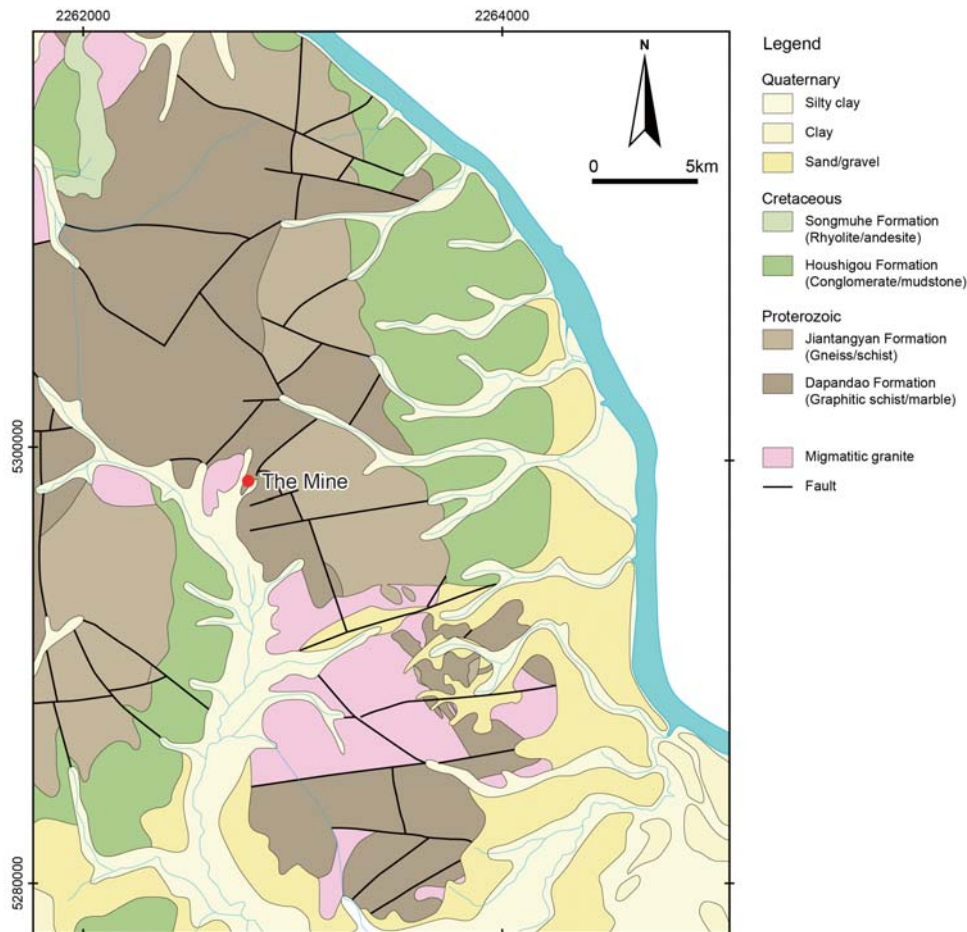 2262000
2264000
5300000
5280000
N
0 5km
The Mine
Legend
Quaternary
Silty clay
Clay
Sand/gravel
Cretaceous
Songmuhe Formation
(Rhyolite/andesite)
Houshigou Formation
(Conglomerate/mudstone)
Proterozoic
Jiantangyan Formation
(Gneiss/schist)
Dapandao Formation
(Graphitic schist/marble)
Migmatitic granite
Fault